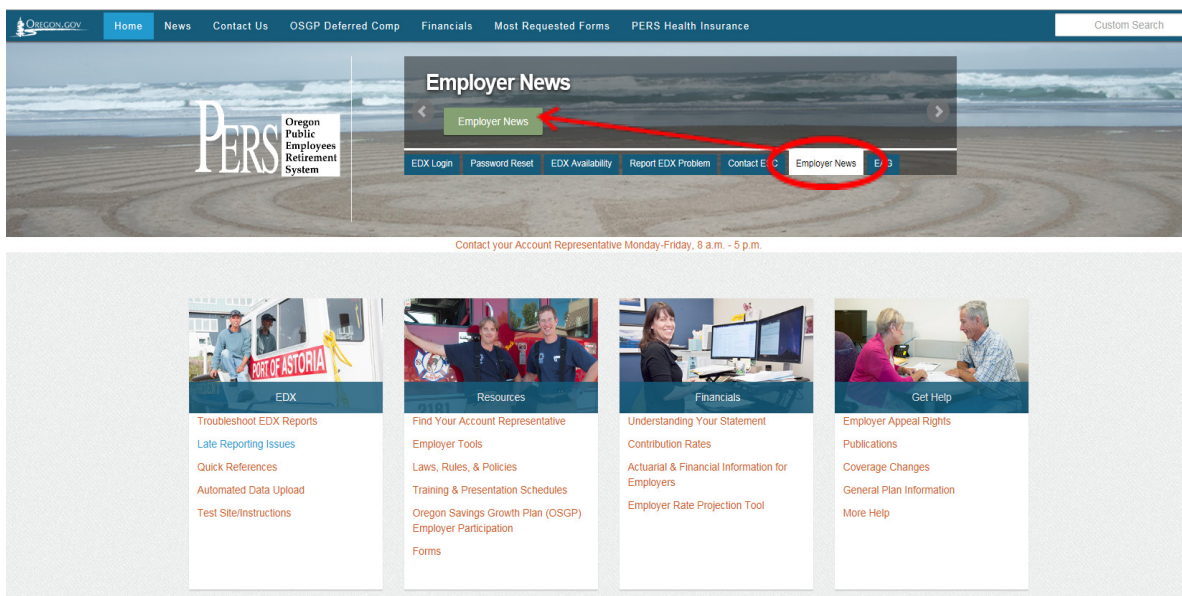 OREGON.GOV
Home News Contact Us OSGP Deferred Comp Financials Most Requested Forms PERS Health Insurance
Custom Search
PERS
Oregon
Public
Employees
Retirement
System
Employer News
Employer News
EDX Login Password Reset EDX Availability Report EDX Problem Contact Employer News
Contact your Account Representative Monday-Friday, 8 a.m. - 5 p.m.
PORT OF ASTORIA
EDX
Troubleshoot EDX Reports
Late Reporting Issues
Quick References
Automated Data Upload
Test Site/Instructions
2181
Resources
Find Your Account Representative
Employer Tools
Laws, Rules, & Policies
Training & Presentation Schedules
Oregon Savings Growth Plan (OSGP)
Employer Participation
Forms
Financials
Understanding Your Statement
Contribution Rates
Actuarial & Financial Information for
Employers
Employer Rate Projection Tool
Get Help
Employer Appeal Rights
Publications
Coverage Changes
General Plan Information
More Help